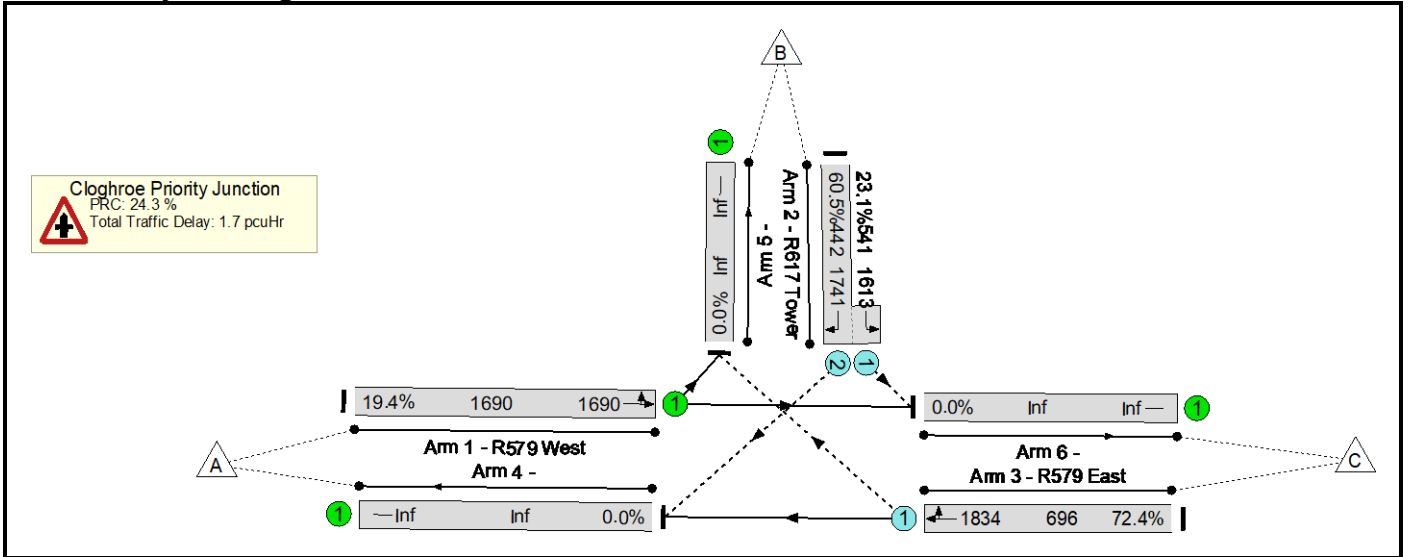 B
Cloghroe Priority Junction
PRC: 24.3 %
Total Traffic Delay: 1.7 pcuHr
1
Inf Inf 0.0%
Arm 5 -
Arm 2 - R617 Tower
60.5% 442 1741
23.1% 541 1613
2 1
19.4% 1690 1690
1
0.0% Inf Inf
1
Arm 1 - R579 West
Arm 4 -
A
Arm 6 -
Arm 3 - R579 East
C
1
Inf Inf 0.0%
1
1834 696 72.4%